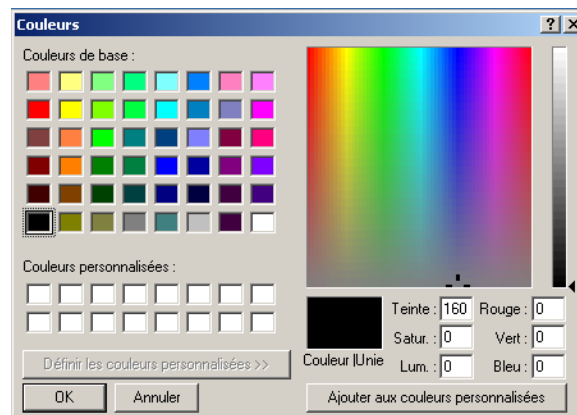 Couleurs
Couleurs de base :
Couleurs personnalisées :
Définir les couleurs personnalisées >>
OK
Annuler
Couleur |Unie
Teinte : 160
Rouge : 0
Satur. : 0
Vert : 0
Lum. : 0
Bleu : 0
Ajouter aux couleurs personnalisées